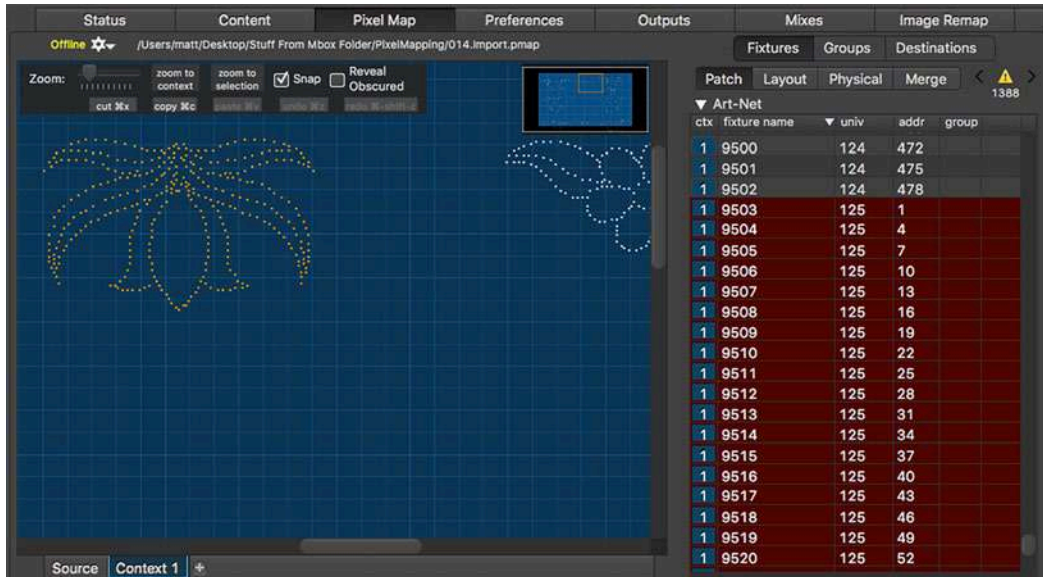 Status Content Pixel Map Preferences Outputs Mixes Image Remap
Offline /Users/matt/Desktop/Stuff From Mbox Folder/PixelMapping/014.Import.pmap
Fixtures Groups Destinations
Zoom: zoom to context zoom to selection Snap Reveal Obscured
cut ⌘x copy ⌘c paste ⌘v undo ⌘z redo ⌘-shift-z
Patch Layout Physical Merge 1388
Art-Net
ctx fixture name univ addr group
1 9500 124 472
1 9501 124 475
1 9502 124 478
1 9503 125 1
1 9504 125 4
1 9505 125 7
1 9506 125 10
1 9507 125 13
1 9508 125 16
1 9509 125 19
1 9510 125 22
1 9511 125 25
1 9512 125 28
1 9513 125 31
1 9514 125 34
1 9515 125 37
1 9516 125 40
1 9517 125 43
1 9518 125 46
1 9519 125 49
1 9520 125 52
Source Context 1 +